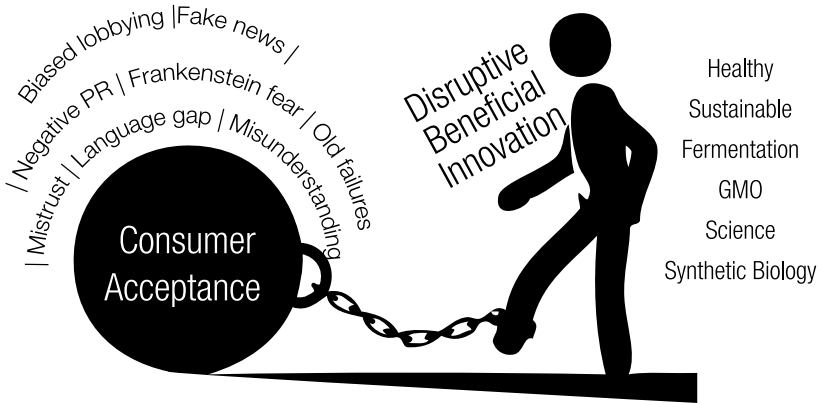 Biased lobbying |Fake news |
| Negative PR | Frankenstein fear | Old failures
| Mistrust | Language gap | Misunderstanding
Consumer
Acceptance
Disruptive
Beneficial
Innovation
Healthy
Sustainable
Fermentation
GMO
Science
Synthetic Biology